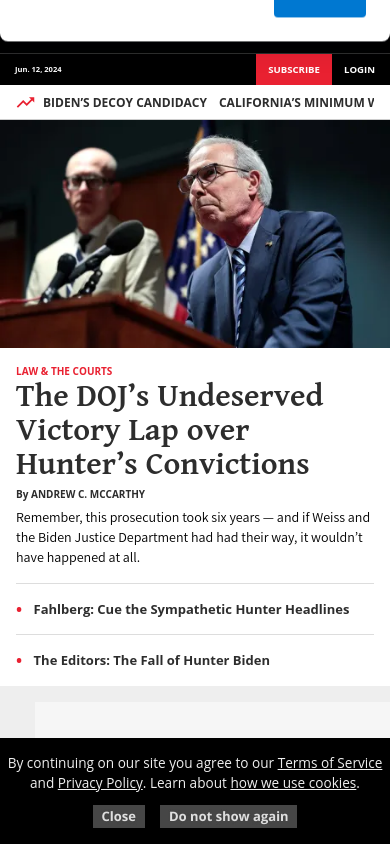 Jun. 12, 2024
SUBSCRIBE
LOGIN
BIDEN’S DECOY CANDIDACY
CALIFORNIA’S MINIMUM W
LAW & THE COURTS
The DOJ’s Undeserved
Victory Lap over
Hunter’s Convictions
By ANDREW C. MCCARTHY
Remember, this prosecution took six years — and if Weiss and
the Biden Justice Department had had their way, it wouldn’t
have happened at all.
Fahlberg: Cue the Sympathetic Hunter Headlines
The Editors: The Fall of Hunter Biden
By continuing on our site you agree to our Terms of Service
and Privacy Policy. Learn about how we use cookies.
Close
Do not show again